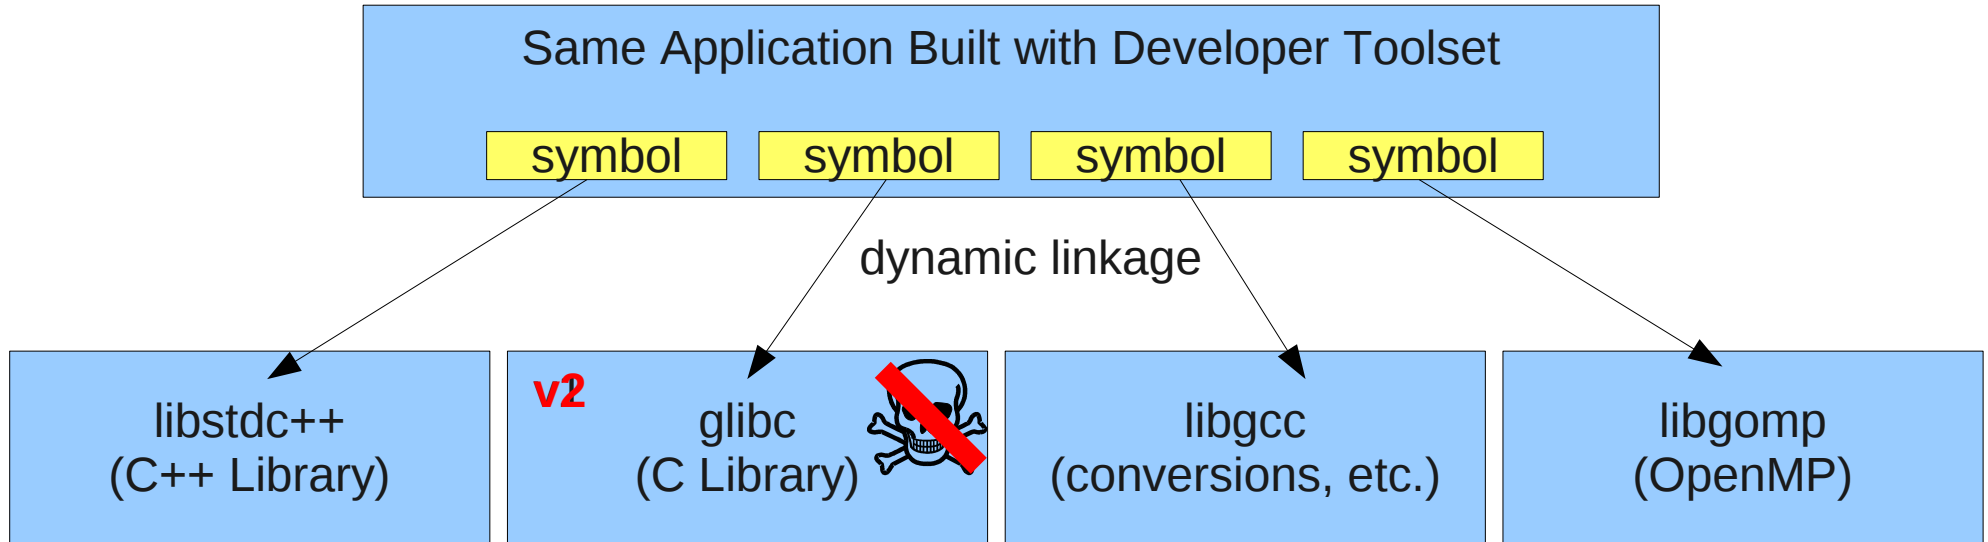 Same Application Built with Developer Toolset
symbol symbol symbol symbol
dynamic linkage
v2
libstdc++
(C++ Library)
glibc
(C Library)
libgcc
(conversions, etc.)
libgomp
(OpenMP)